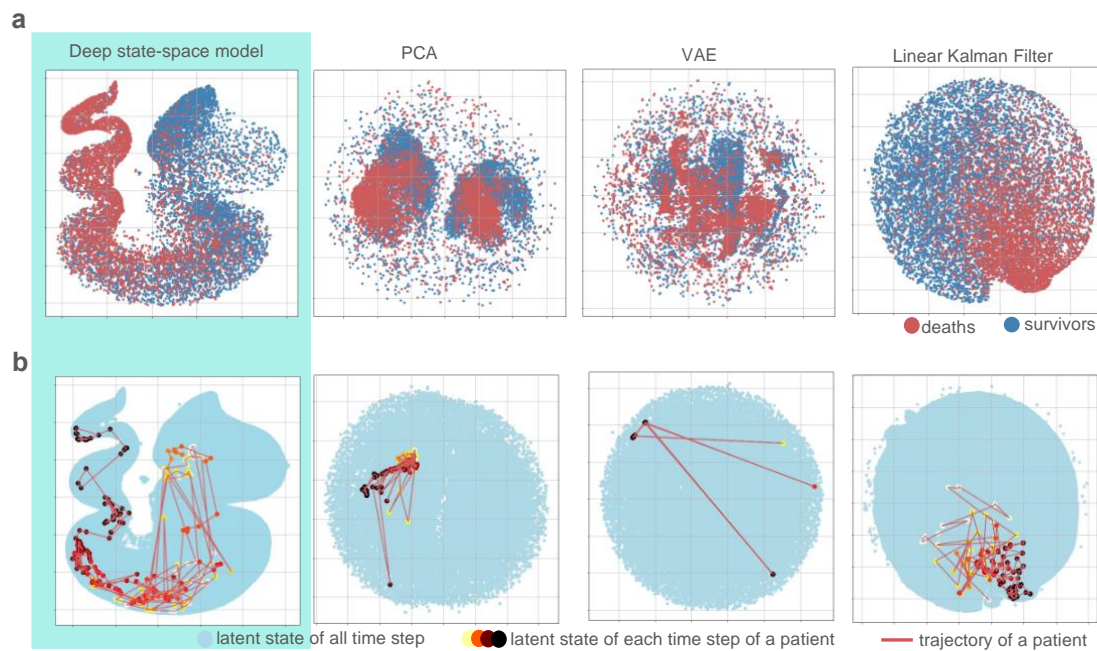 a
Deep state-space model
PCA
VAE
Linear Kalman Filter
deaths
survivors
b
latent state of all time step
latent state of each time step of a patient
trajectory of a patient